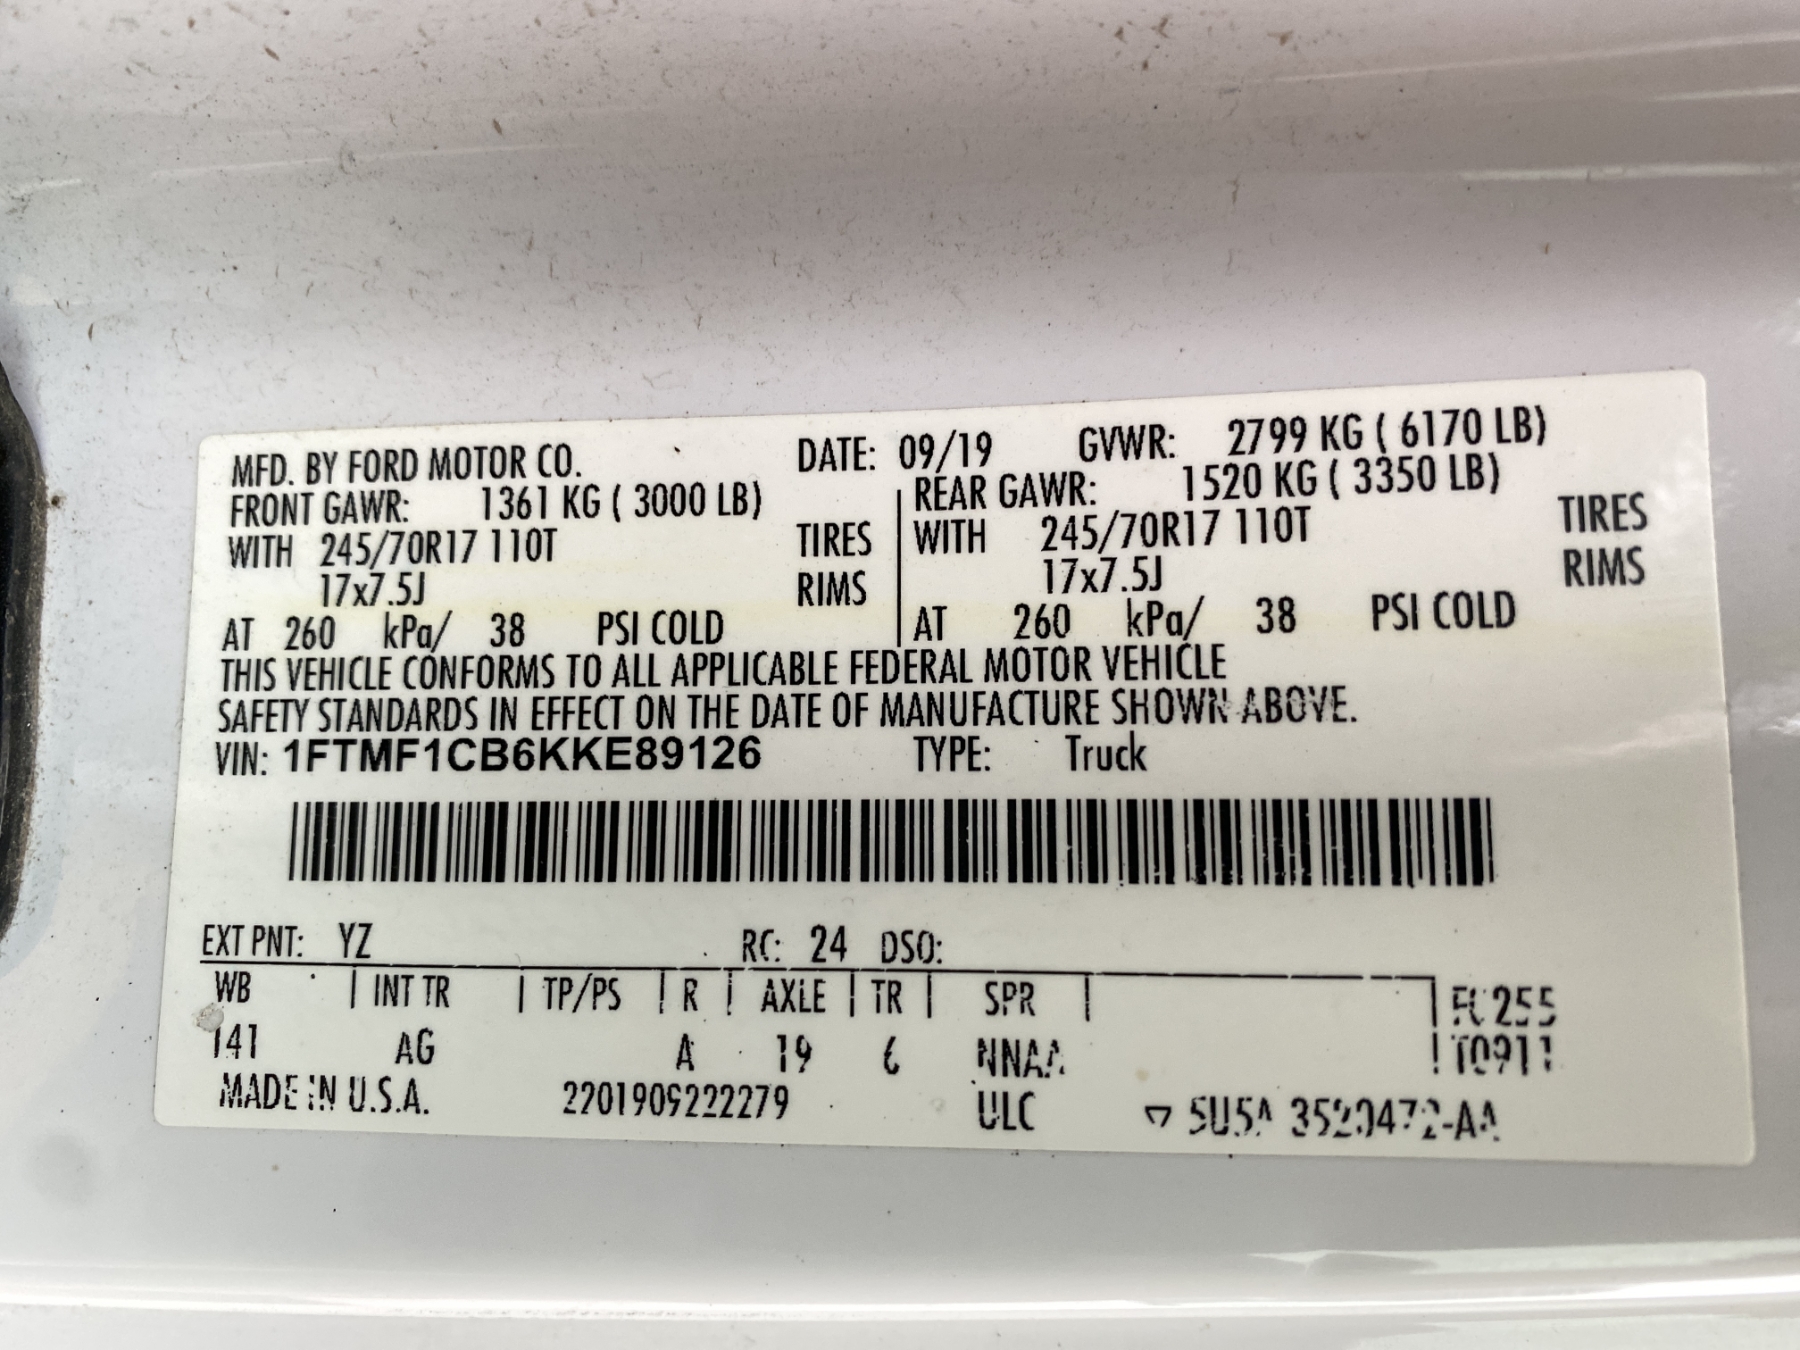 MFD. BY FORD MOTOR CO. DATE: 09/19 GVWR: 2799 KG ( 6170 LB)
FRONT GAWR: 1361 KG ( 3000 LB) REAR GAWR: 1520 KG ( 3350 LB)
WITH 245/70R17 110T TIRES WITH 245/70R17 110T TIRES
17x7.5J RIMS 17x7.5J RIMS
AT 260 kPa/ 38 PSI COLD AT 260 kPa/ 38 PSI COLD
THIS VEHICLE CONFORMS TO ALL APPLICABLE FEDERAL MOTOR VEHICLE
SAFETY STANDARDS IN EFFECT ON THE DATE OF MANUFACTURE SHOWN ABOVE.
VIN: 1FTMF1CB6KKE89126 TYPE: Truck
EXT PNT: YZ RC: 24 DSO:
WB INT TR TP/PS R AXLE TR SPR
141 AG A 19 6 NNAA T0911
MADE IN U.S.A. 2201909222279 ULC